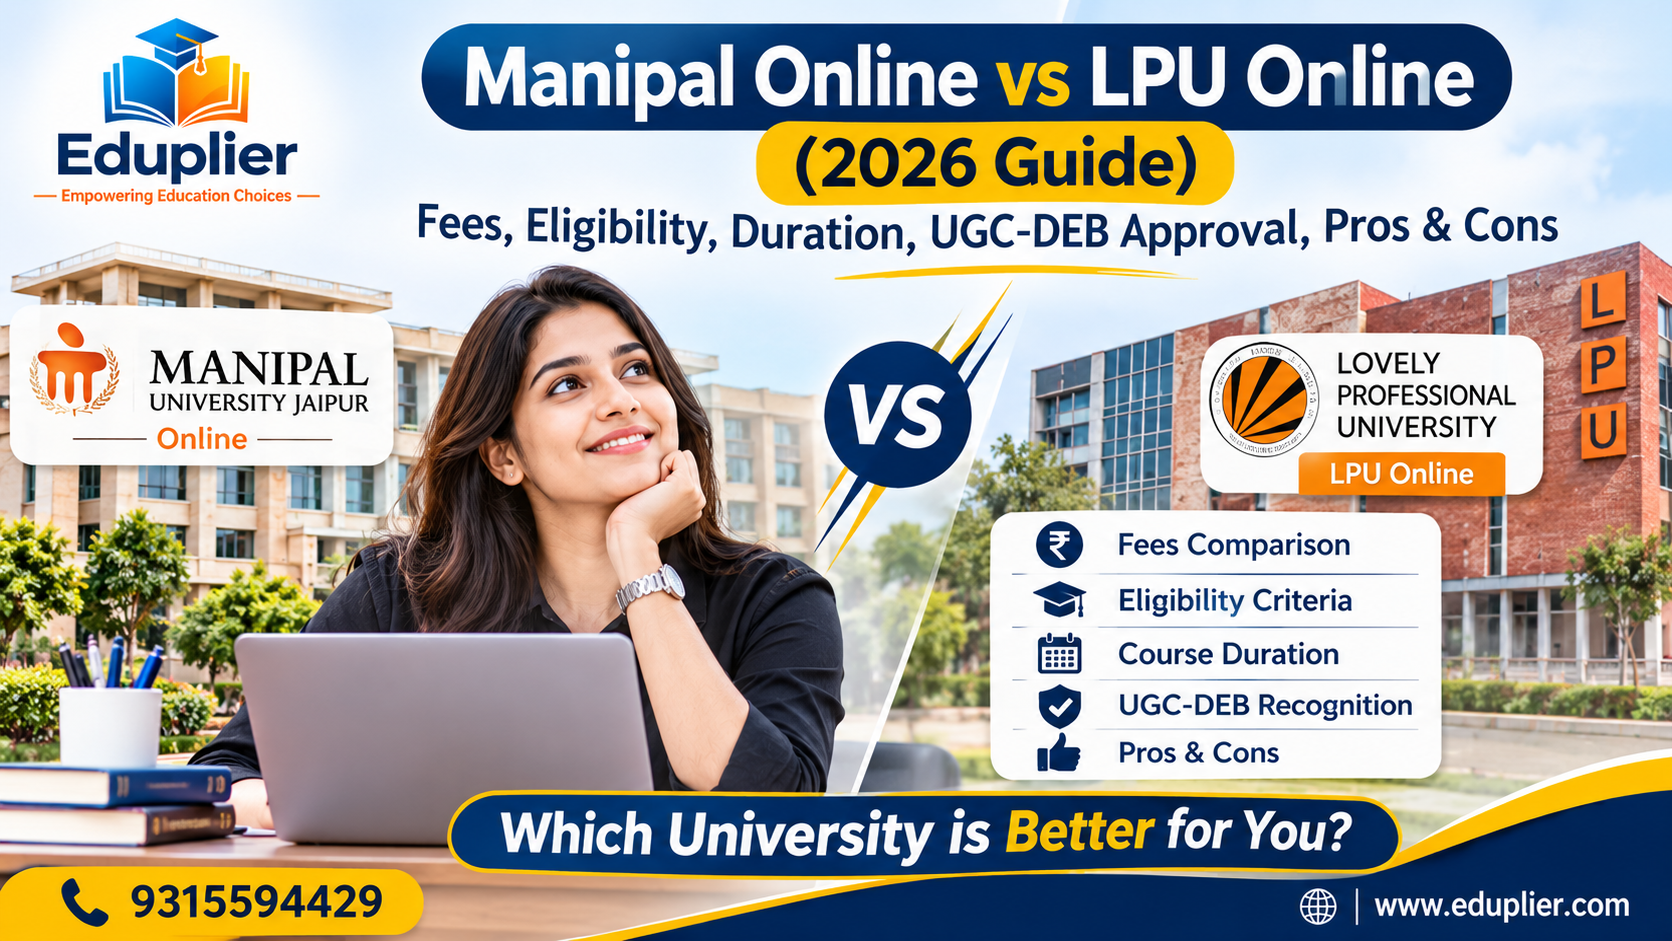 Eduplier
Empowering Education Choices
Manipal Online vs LPU Online
(2026 Guide)
Fees, Eligibility, Duration, UGC-DEB Approval, Pros & Cons
MANIPAL
UNIVERSITY JAIPUR
Online
VS
LOVELY
PROFESSIONAL
UNIVERSITY
LPU Online
L
P
U
₹
Fees Comparison
Eligibility Criteria
Course Duration
UGC-DEB Recognition
Pros & Cons
Which University is Better for You?
9315594429
www.eduplier.com